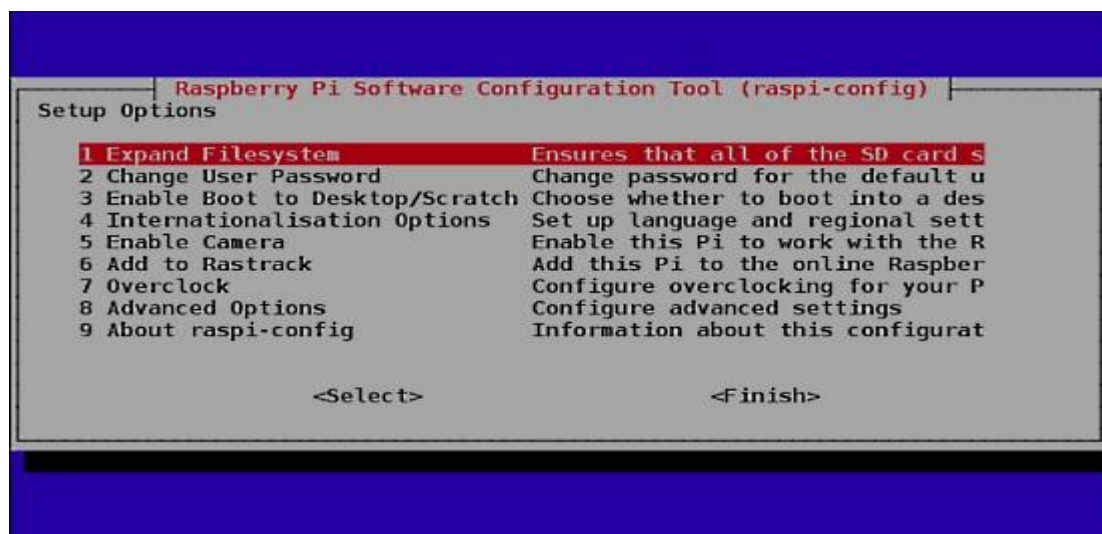 Raspberry Pi Software Configuration Tool (raspi-config)
Setup Options
1 Expand Filesystem Ensures that all of the SD card s
2 Change User Password Change password for the default u
3 Enable Boot to Desktop/Scratch Choose whether to boot into a des
4 Internationalisation Options Set up language and regional sett
5 Enable Camera Enable this Pi to work with the R
6 Add to Rastrack Add this Pi to the online Raspber
7 Overclock Configure overclocking for your P
8 Advanced Options Configure advanced settings
9 About raspi-config Information about this configurat
<Select> <Finish>